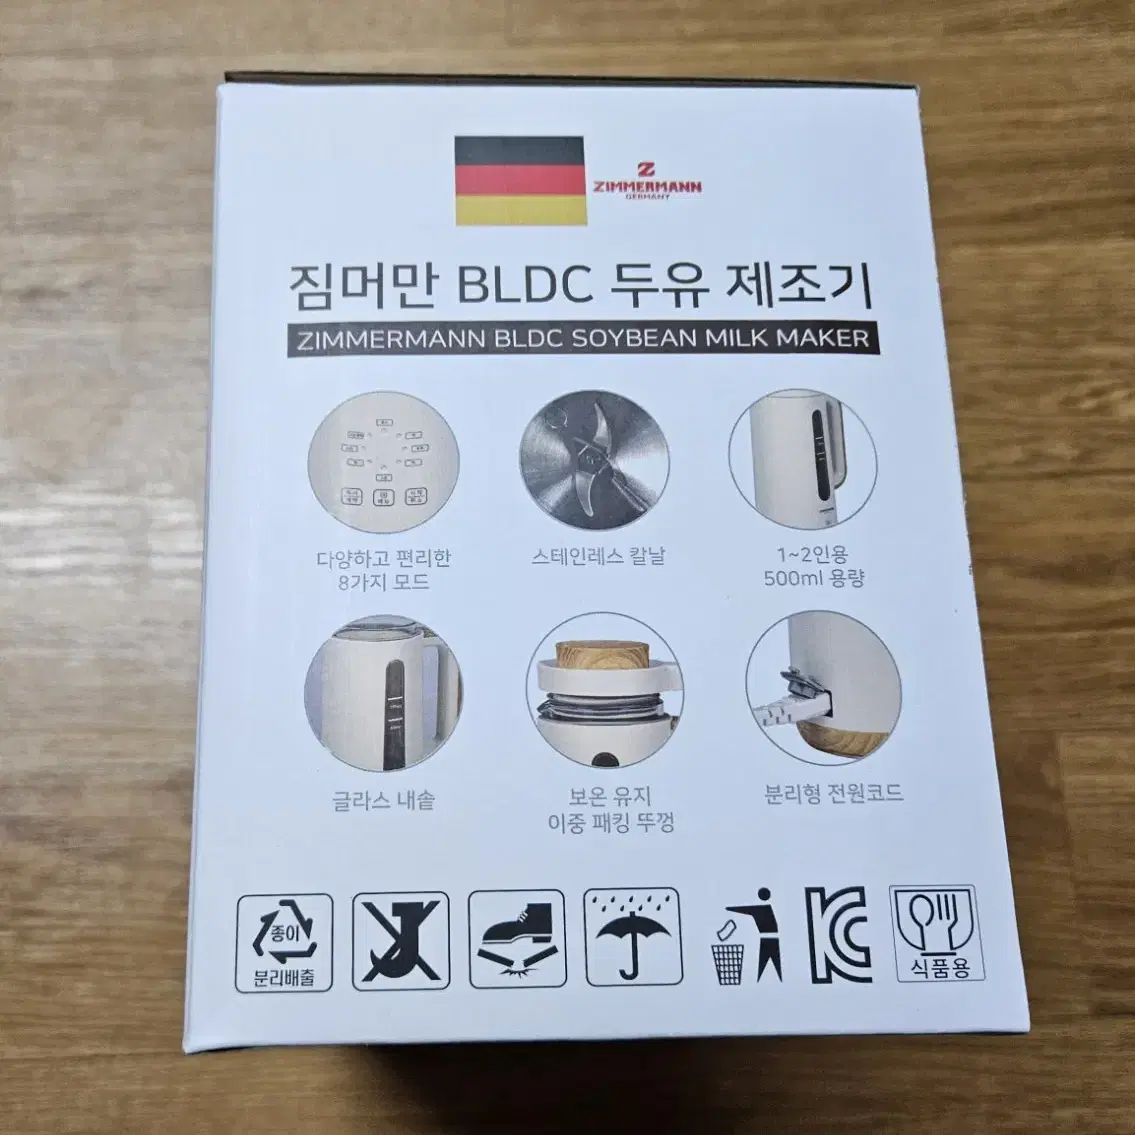 Z
ZIMMERMANN
GERMANY
짐머만 BLDC 두유 제조기
ZIMMERMANN BLDC SOYBEAN MILK MAKER
다양하고 편리한
8가지 모드
스테인레스 칼날
1~2인용
500ml 용량
글라스 내솥
보온 유지
이중 패킹 뚜껑
분리형 전원코드
종이
분리배출
식품용